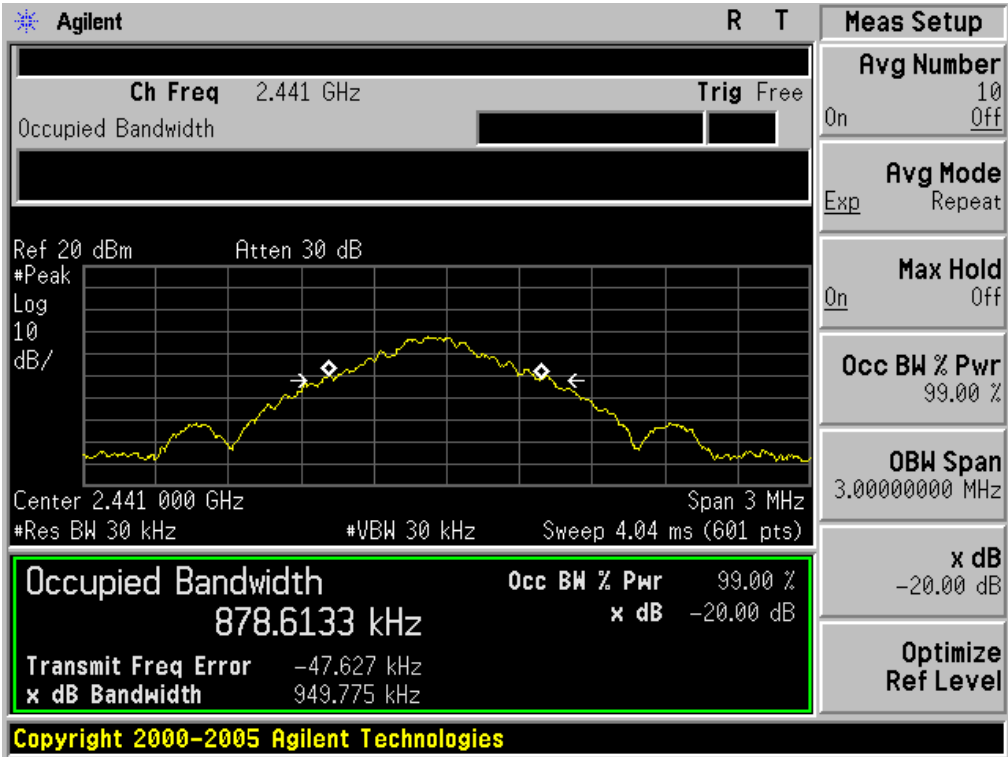 Agilent R T
Ch Freq 2.441 GHz Trig Free
Occupied Bandwidth
Ref 20 dBm Atten 30 dB
#Peak
Log
10
dB/
Center 2.441 000 GHz Span 3 MHz
#Res BW 30 kHz #VBW 30 kHz Sweep 4.04 ms (601 pts)
Occupied Bandwidth Occ BW % Pwr 99.00 %
878.6133 kHz x dB -20.00 dB
Transmit Freq Error -47.627 kHz
x dB Bandwidth 949.775 kHz
Copyright 2000-2005 Agilent Technologies
Meas Setup
Avg Number
10
On Off
Avg Mode
Exp Repeat
Max Hold
On Off
Occ BW % Pwr
99.00 %
OBW Span
3.00000000 MHz
x dB
-20.00 dB
Optimize
Ref Level